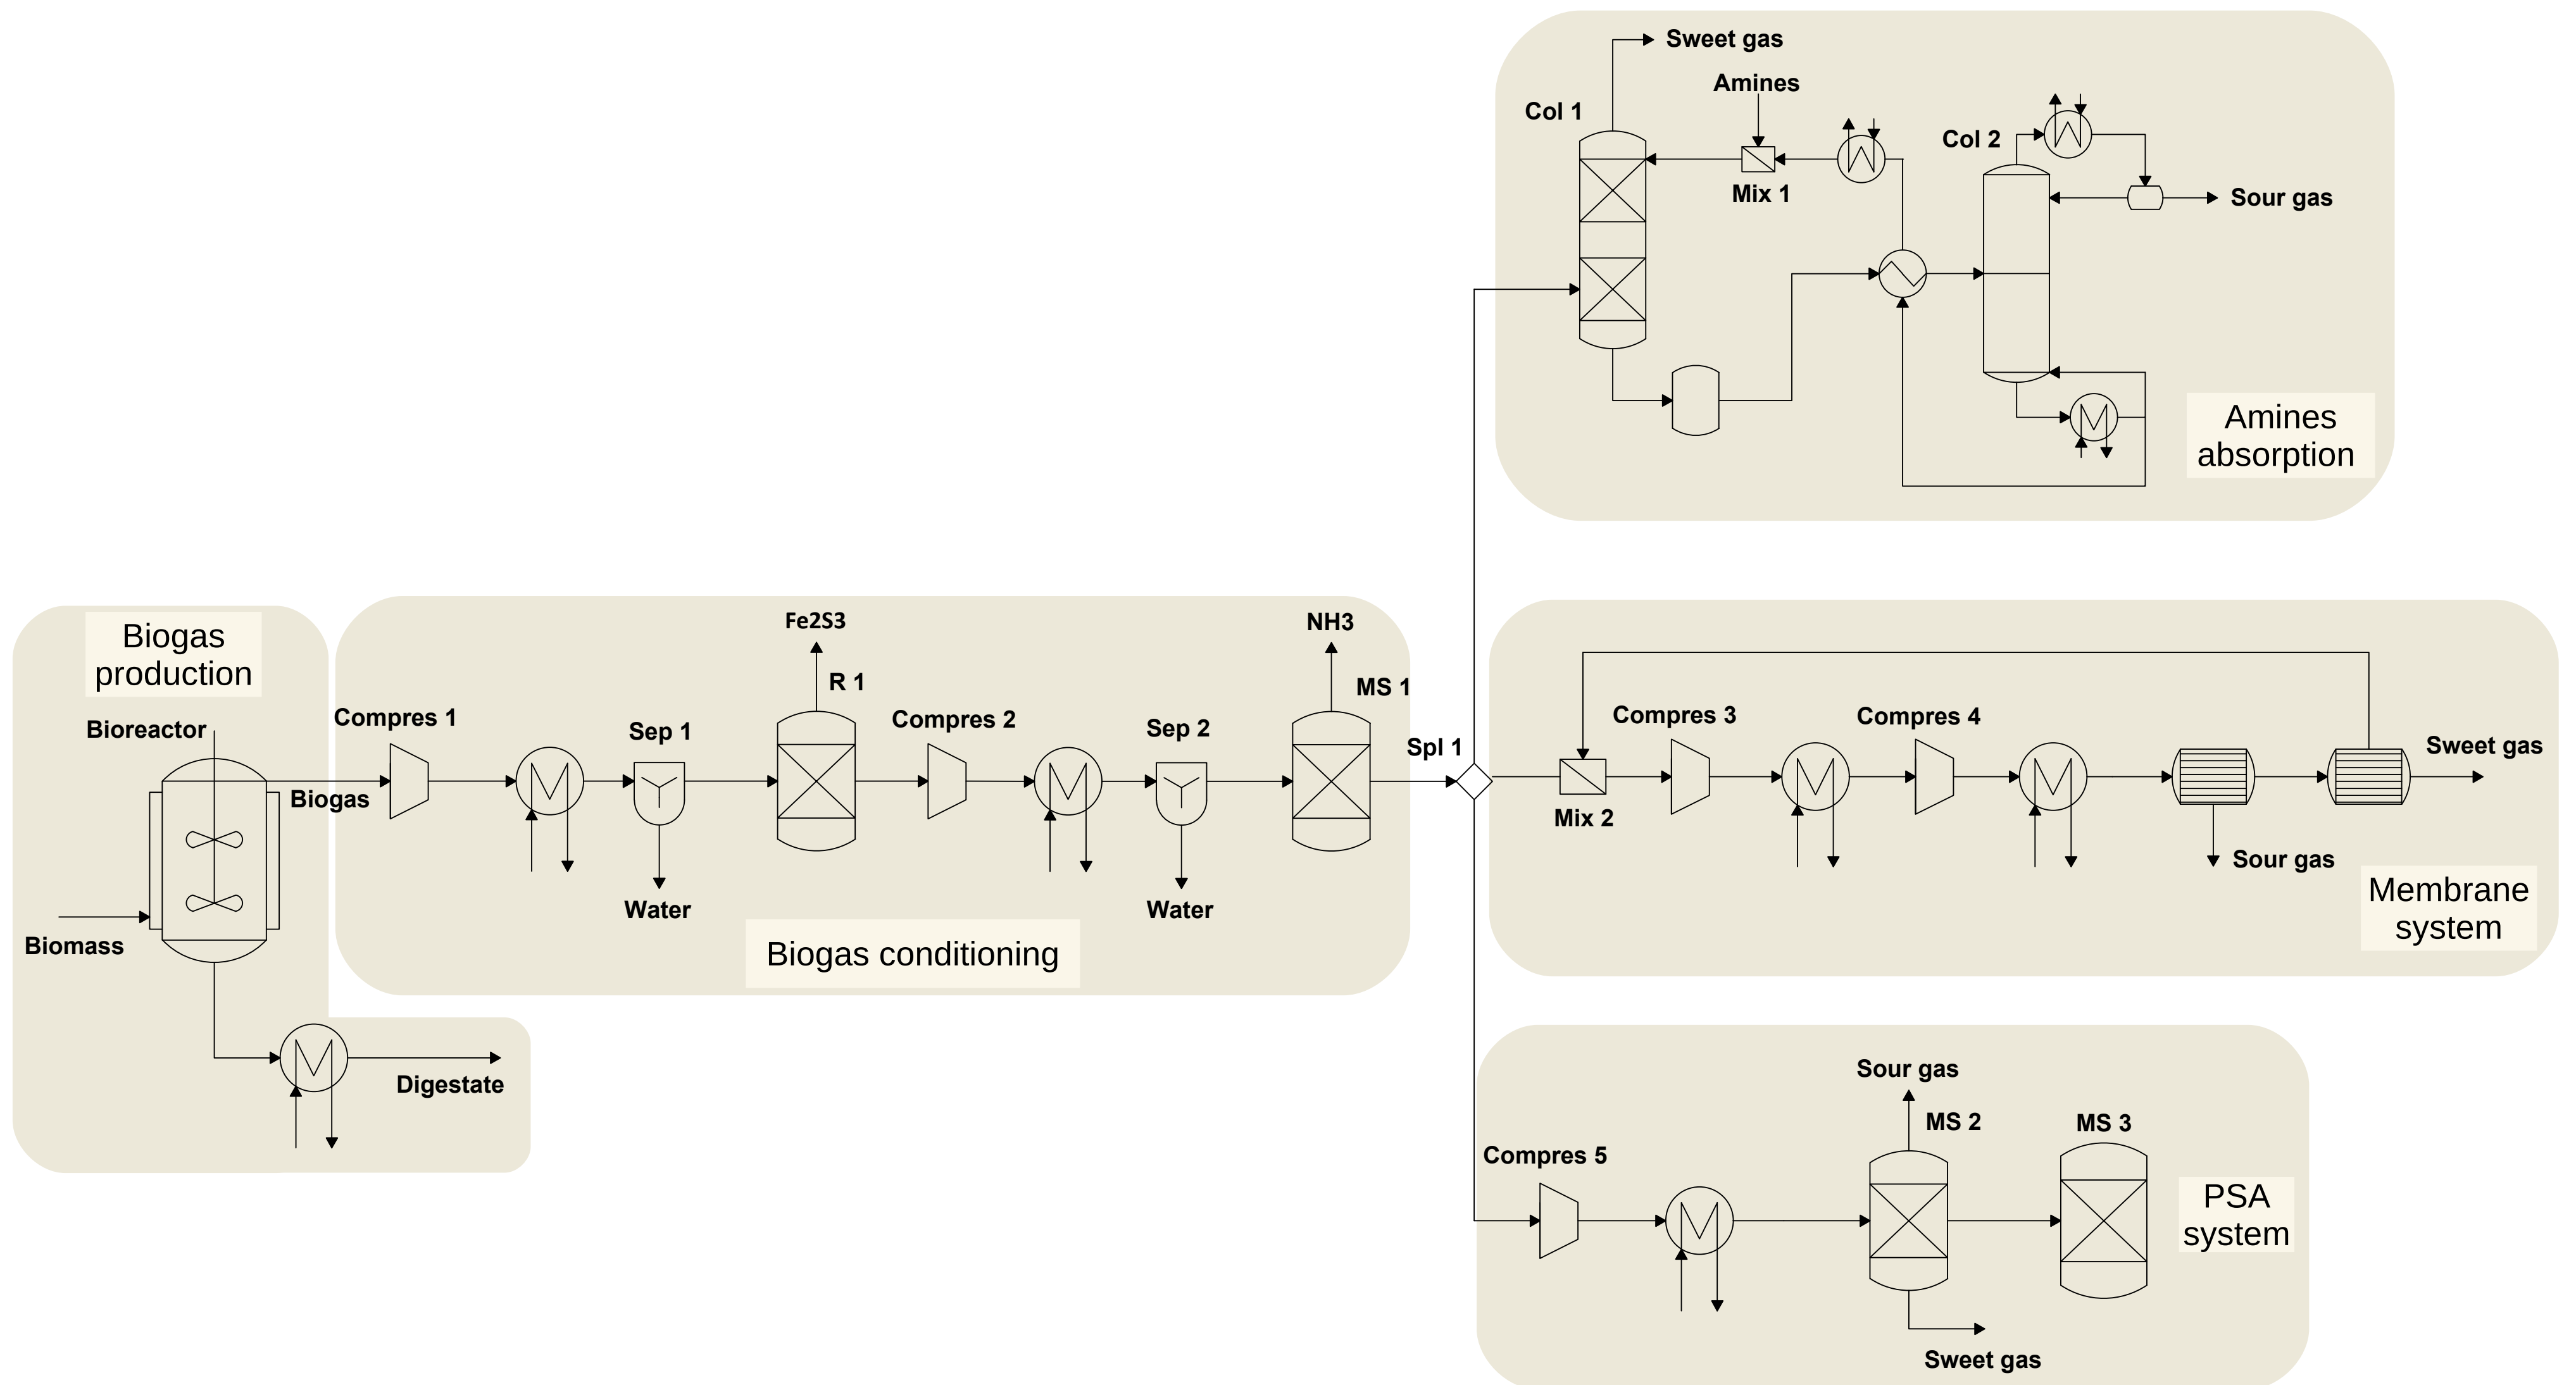 Biogas
production
Bioreactor
Biogas
Biomass
Digestate
Compres 1
Sep 1
Water
Fe2S3
R 1
Compres 2
Sep 2
Water
NH3
MS 1
Biogas conditioning
Spl 1
Sweet gas
Amines
Col 1
Mix 1
Col 2
Sour gas
Amines
absorption
Mix 2
Compres 3
Compres 4
Sweet gas
Sour gas
Membrane
system
Compres 5
Sour gas
MS 2
MS 3
Sweet gas
PSA
system